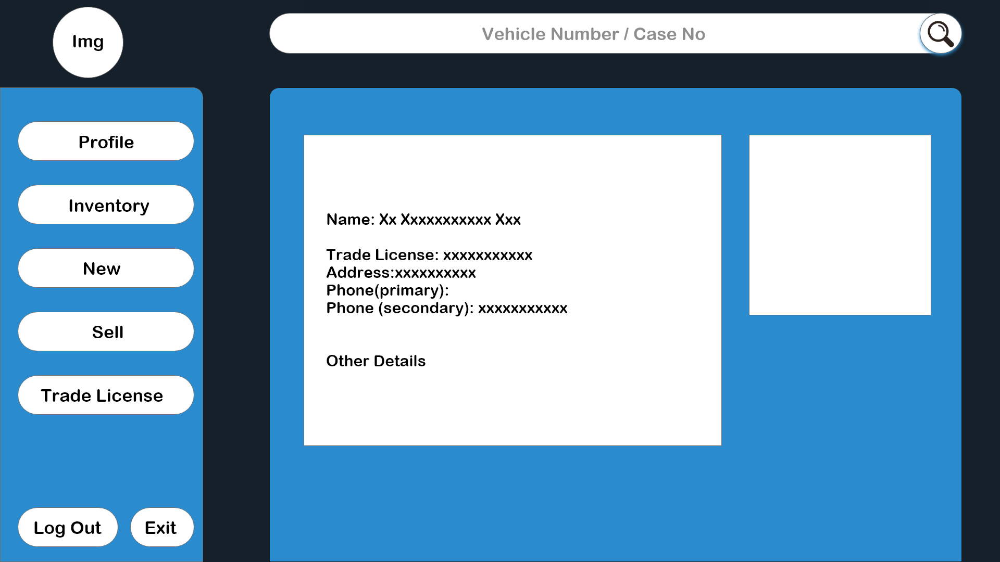 Img
Vehicle Number / Case No
Profile
Inventory
New
Sell
Trade License
Log Out
Exit
Name: Xx Xxxxxxxxxxx Xxx
Trade License: xxxxxxxxxxx
Address:xxxxxxxxxx
Phone(primary):
Phone (secondary): xxxxxxxxxxx
Other Details